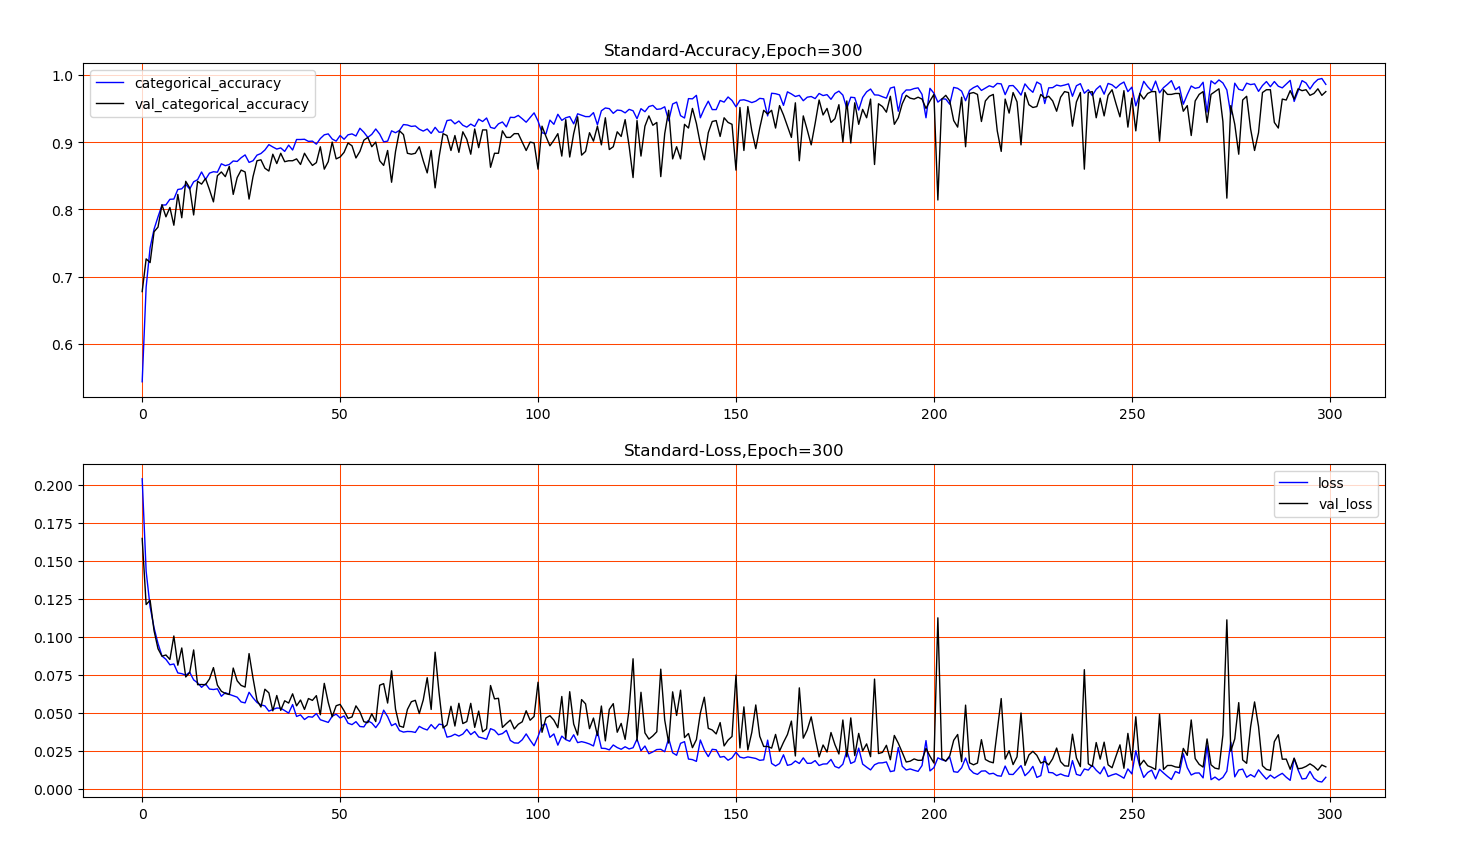 Standard-Accuracy,Epoch=300
1.0
0.9
0.8
0.7
0.6
categorical_accuracy
val_categorical_accuracy
0 50 100 150 200 250 300
Standard-Loss,Epoch=300
0.200
0.175
0.150
0.125
0.100
0.075
0.050
0.025
0.000
loss
val_loss
0 50 100 150 200 250 300